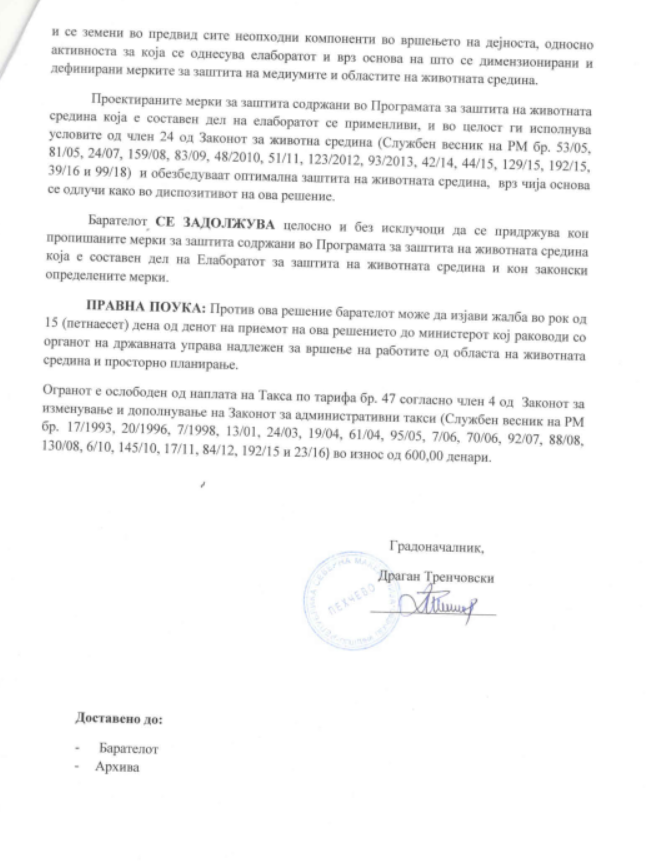 и се земени во предвид сите неопходни компоненти во вршењето на дејноста, односно
активноста за која се однесува елаборатот и врз основа на што се димензионирани и
дефинирани мерките за заштита на медиумите и областите на животната средина.
Проектираните мерки за заштита содржани во Програмата за заштита на животната
средина која е составен дел на елаборатот се применливи, и во целост ги исполнува
условите од член 24 од Законот за животна средина (Службен весник на РМ бр. 53/05,
81/05, 24/07, 159/08, 83/09, 48/2010, 51/11, 123/2012, 93/2013, 42/14, 44/15, 129/15, 192/15,
39/16 и 99/18) и обезбедуваат оптимална заштита на животната средина, врз чија основа
се одлучи како во диспозитивот на ова решение.
Барателот СЕ ЗАДОЛЖУВА целосно и без исклучоци да се придржува кон
пропишаните мерки за заштита содржани во Програмата за заштита на животната средина
која е составен дел на Елаборатот за заштита на животната средина и кон законски
определените мерки.
ПРАВНА ПОУКА: Против ова решение барателот може да изјави жалба во рок од
15 (петнаесет) дена од денот на приемот на ова решението до министерот кој раководи со
органот на државната управа надлежен за вршење на работите од областа на животната
средина и просторно планирање.
Огранот е ослободен од наплата на Такса по тарифа бр. 47 согласно член 4 од Законот за
изменување и дополнување на Законот за административни такси (Службен весник на РМ
бр. 17/1993, 20/1996, 7/1998, 13/01, 24/03, 19/04, 61/04, 95/05, 7/06, 70/06, 92/07, 88/08,
130/08, 6/10, 145/10, 17/11, 84/12, 192/15 и 23/16) во износ од 600,00 денари.
Градоначалник,
Драган Тренчовски
ПЕХЧЕВО
Доставено до:
- Барателот
- Архива